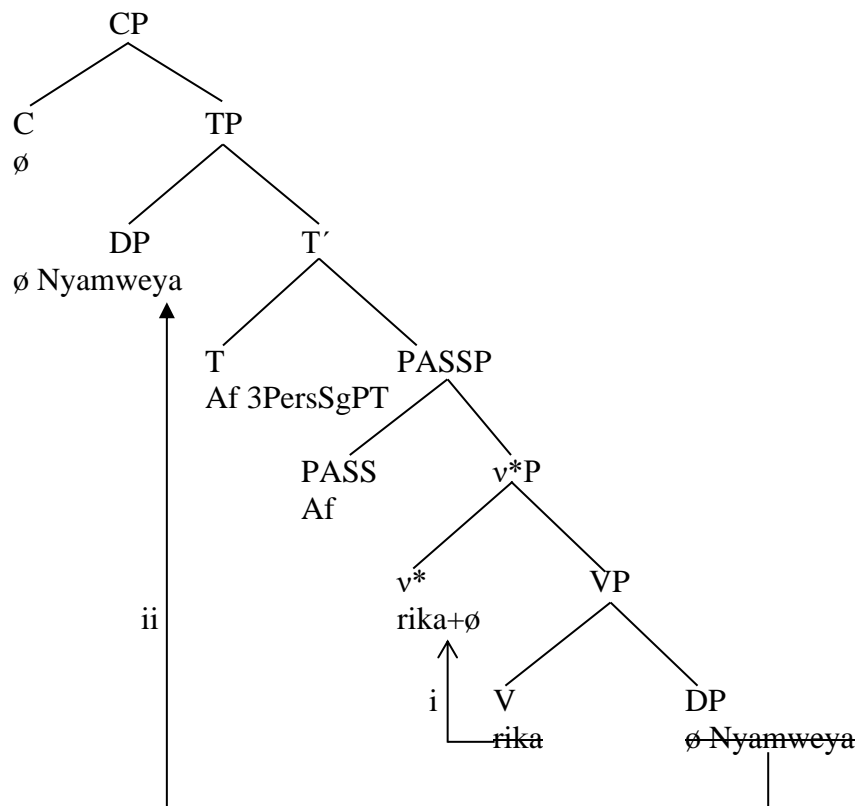 CP
C TP
ø
DP T´
ø Nyamweya
T PASSP
Af 3PersSgPT
PASS ν*P
Af
ν* VP
ii rika+ø
i V DP
rika ø Nyamweya